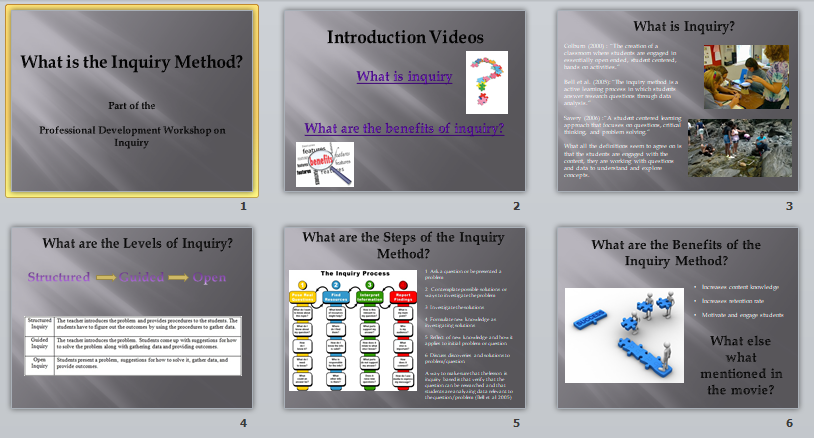 What is the Inquiry Method?
Part of the
Professional Development Workshop on
Inquiry
1
Introduction Videos
What is inquiry
What are the benefits of inquiry?
features
benefits
features
2
What is Inquiry?
Colburn (2000): "The creation of a
classroom where students are engaged in
essentially open ended, student centered,
hands on activities."
Bell et al. (2005) "The inquiry method is a
active learning process in which students
answer research questions through data
analysis."
Savery (2006) "A student centered learning
approach that focuses on questions, critical
thinking, and problem solving."
What all the definitions seem to agree on is
that the students are engaged with the
content, they are working with questions
and data to understand and explore
concepts.
3
What are the Levels of Inquiry?
Structured Guided Open
Structured Inquiry The teacher introduces the problem and provides procedures to the students. The
students have to figure out the outcomes by using procedures to gather data.
Guided Inquiry The teacher introduces the problem. Students come up with suggestions for how
to solve the problem along with gathering data and providing outcomes.
Open Inquiry Students present a problem, suggestions for how to solve it, gather data, and
provide outcomes.
4
What are the Steps of the Inquiry
Method?
The Inquiry Process
1 2 3
Find Resources
Interpret Information
Report Findings
1 Ask a question or be presented a
problem
2 Contemplate possible solutions or
ways to investigate the problem
3 Investigate the solutions
4 Formulate new knowledge as
investigating solutions
5 Reflect of new knowledge and how it
applies to initial problem or question
6 Discuss discoveries and solutions to
problem/question
A way to make sure that the lesson is
inquiry based is that verify that the
question can be researched and that
students are analyzing data relevant to
the question/problem (Bell et al 2005)
5
What are the Benefits of the
Inquiry Method?
• Increases content knowledge
• Increases retention rate
• Motivate and engage students
What else
what
mentioned in
the movie?
6